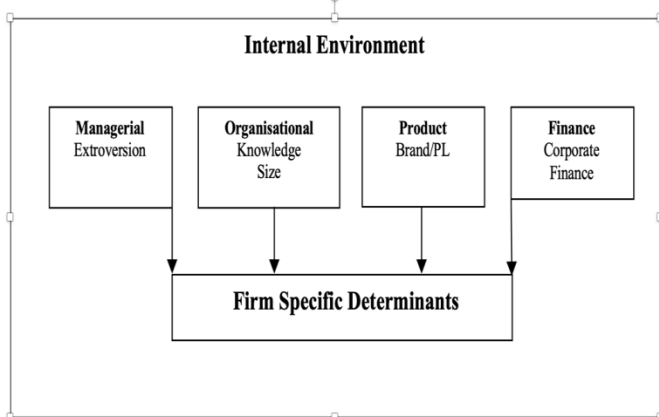 Internal Environment
Managerial
Extroversion
Organisational
Knowledge
Size
Product
Brand/PL
Finance
Corporate
Finance
Firm Specific Determinants